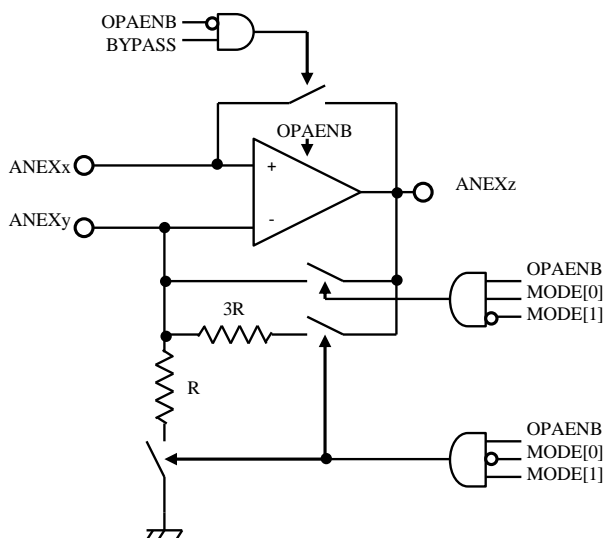 OPAENB
BYPASS
OPAENB
ANEXx
+
ANEXz
ANEXy
-
OPAENB
MODE[0]
MODE[1]
3R
R
OPAENB
MODE[0]
MODE[1]